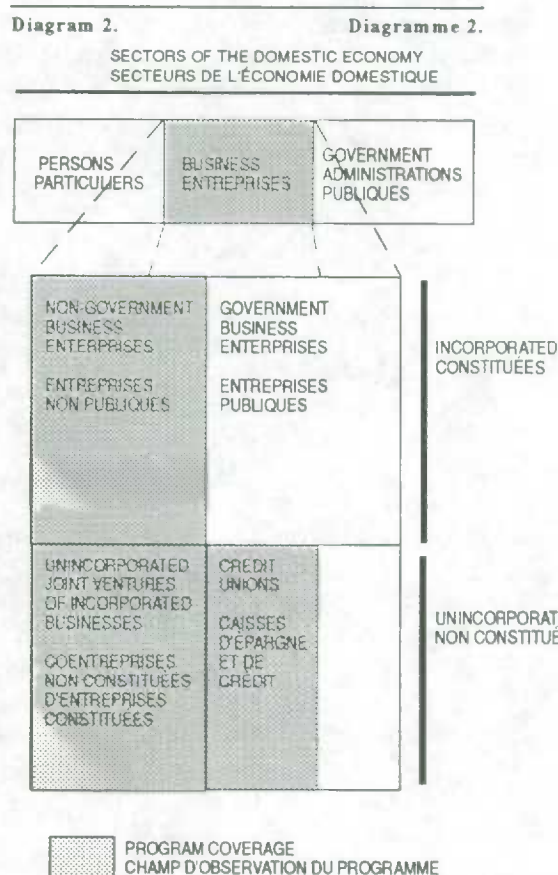 Diagram 2.
Diagramme 2.
SECTORS OF THE DOMESTIC ECONOMY
SECTEURS DE L'ÉCONOMIE DOMESTIQUE
PERSONS
PARTICULIERS
BUSINESS
ENTREPRISES
GOVERNMENT
ADMINISTRATIONS
PUBLIQUES
NON-GOVERNMENT
BUSINESS
ENTERPRISES
ENTREPRISES
NON PUBLIQUES
GOVERNMENT
BUSINESS
ENTERPRISES
ENTREPRISES
PUBLIQUES
INCORPORATED
CONSTITUÉES
UNINCORPORATED
JOINT VENTURES
OF INCORPORATED
BUSINESSES
COENTREPRISES
NON CONSTITUÉES
D'ENTREPRISES
CONSTITUÉES
CREDIT
UNIONS
CAISSES
D'ÉPARGNE
ET DE
CRÉDIT
UNINCORPORAT
NON CONSTITUÉ
PROGRAM COVERAGE
CHAMP D'OBSERVATION DU PROGRAMME